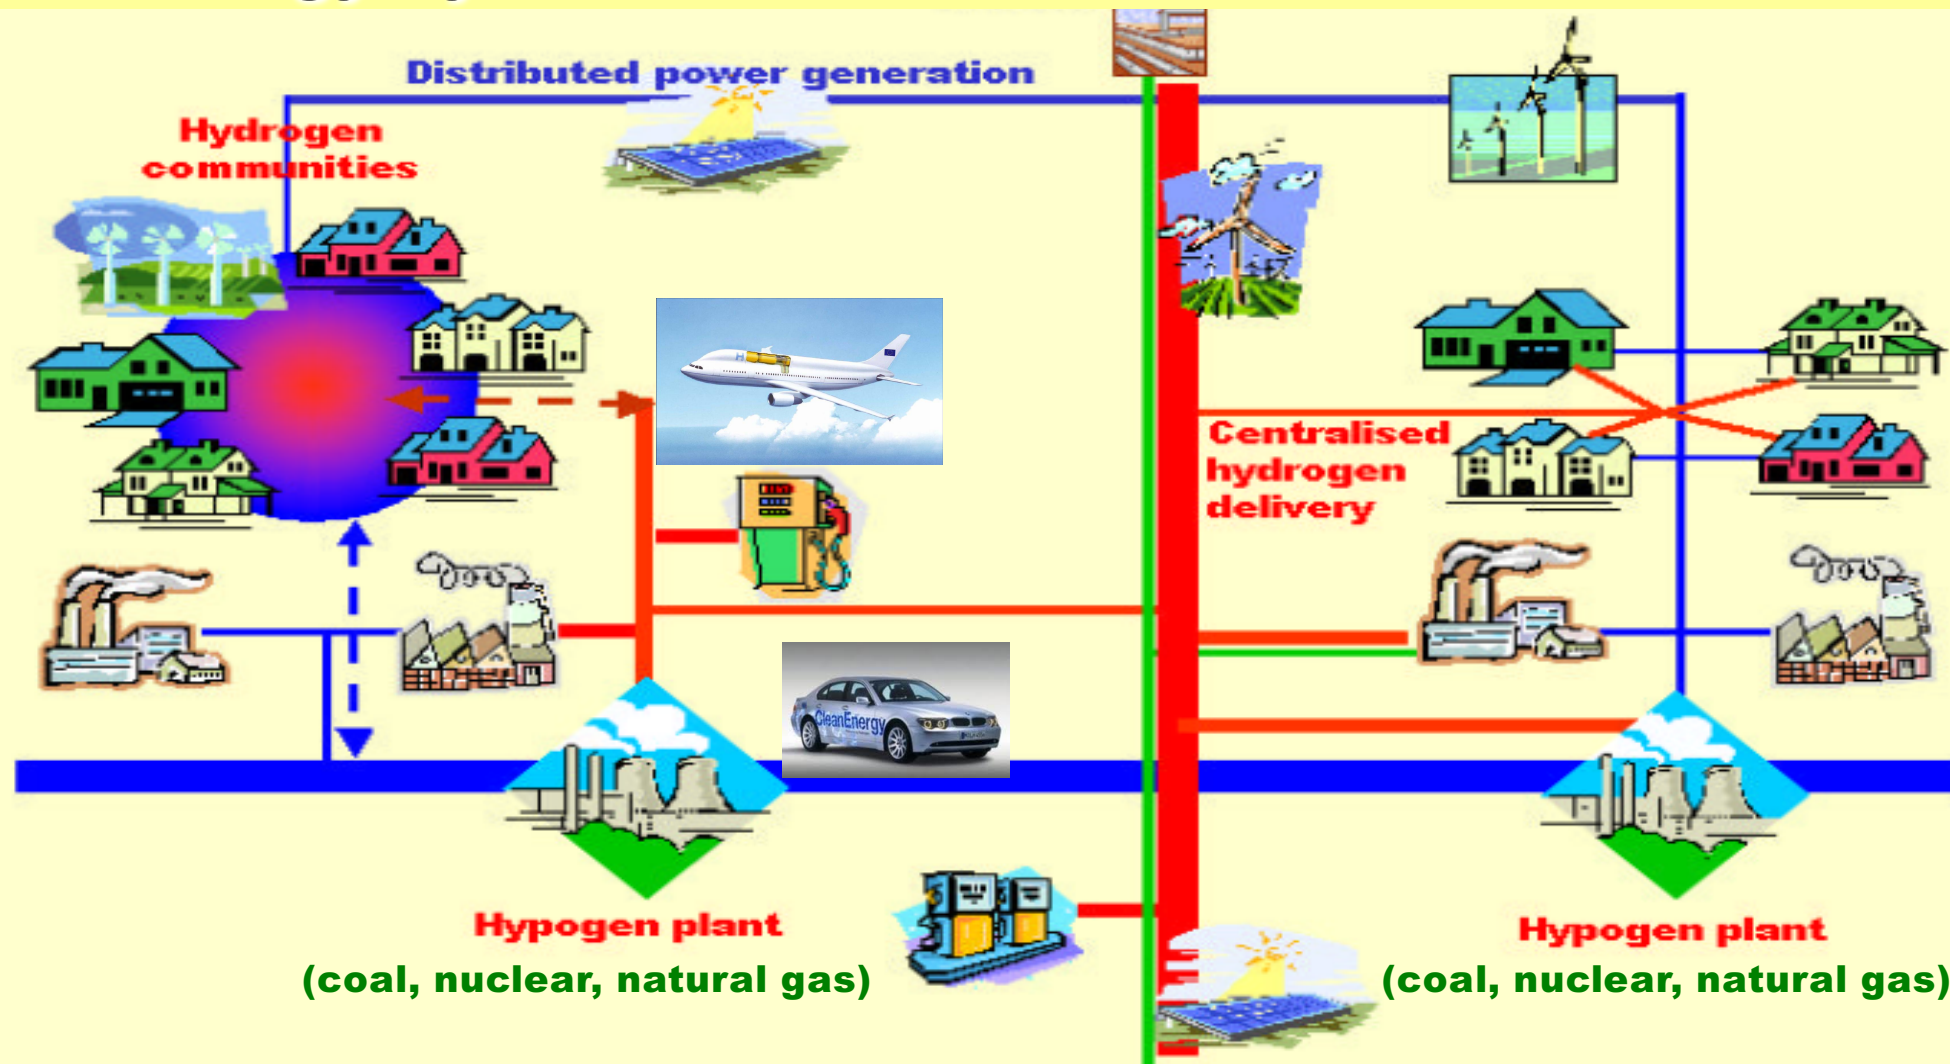 Distributed power generation
Hydrogen
communities
H
Centralised
hydrogen
delivery
CleanEnergy
Hypogen plant
(coal, nuclear, natural gas)
Hypogen plant
(coal, nuclear, natural gas)